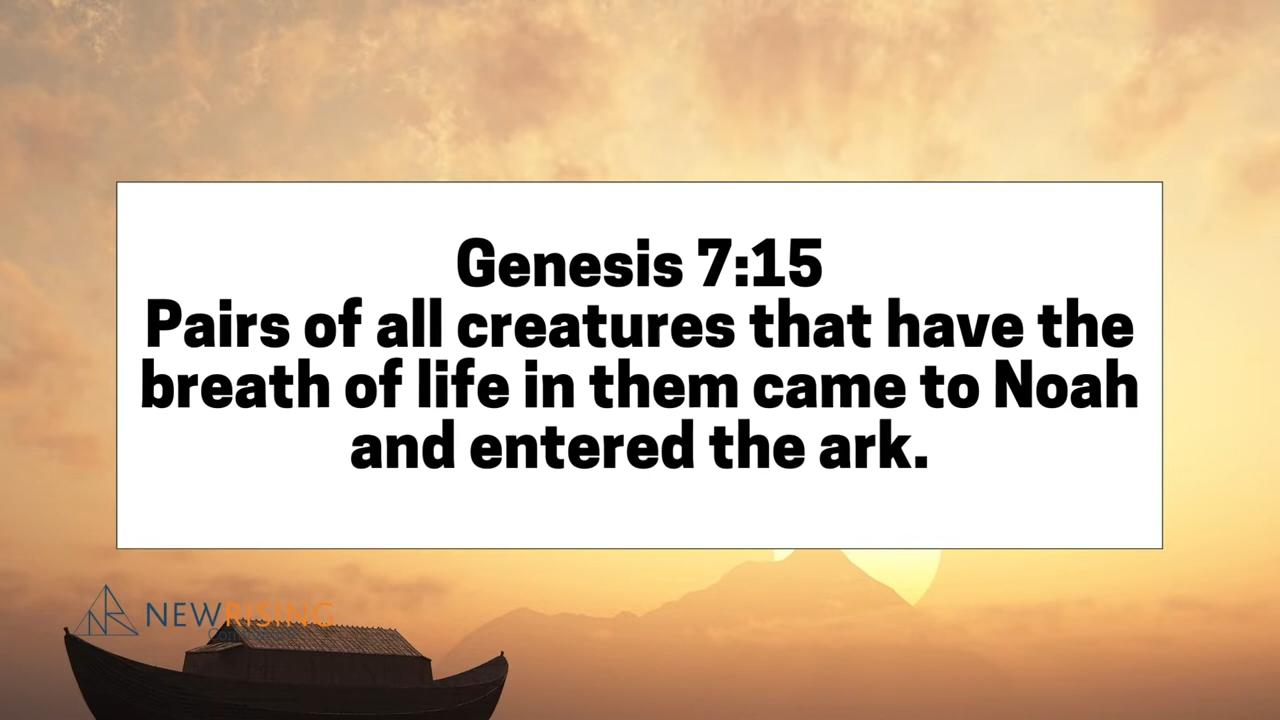 Genesis 7:15
Pairs of all creatures that have the
breath of life in them came to Noah
and entered the ark.
NEWRISING